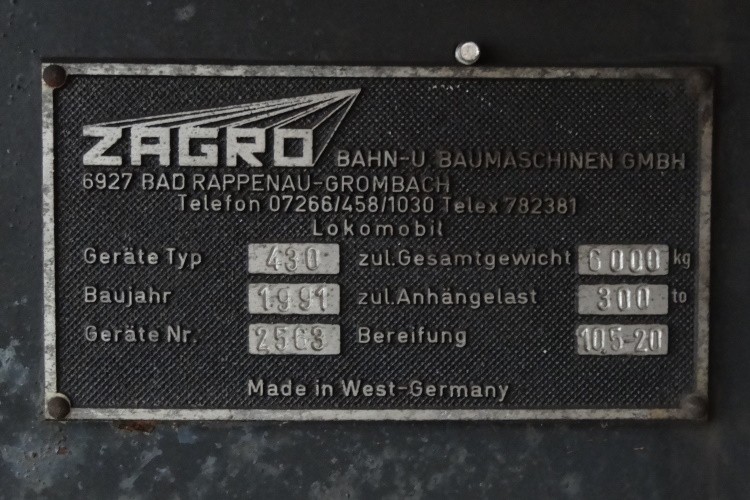 ZAGRO BAHN-U. BAUMASCHINEN GMBH
6927 BAD RAPPENAU-GROMBACH
Telefon 07266/458/1030 Telex 782381
Lokomobil
Geräte Typ 430 zul. Gesamtgewicht 6000 kg
Baujahr 1991 zul. Anhängelast 300 to
Geräte Nr. 2563 Bereifung 10,5-20
Made in West-Germany